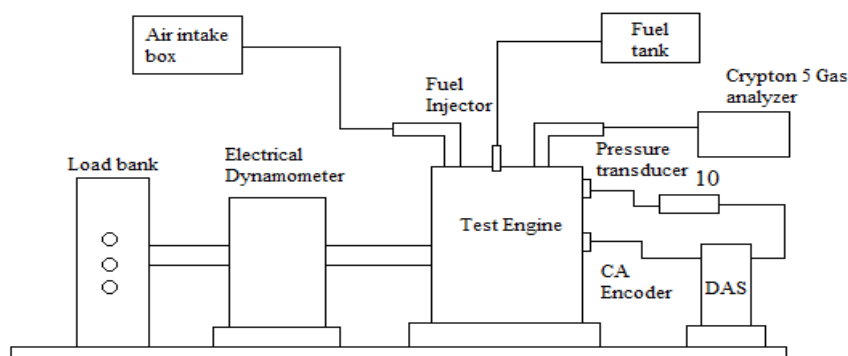 Air intake
box
Fuel
tank
Fuel
Injector
Crypton 5 Gas
analyzer
Load bank
Electrical
Dynamometer
Pressure
transducer
10
Test Engine
CA
Encoder
DAS